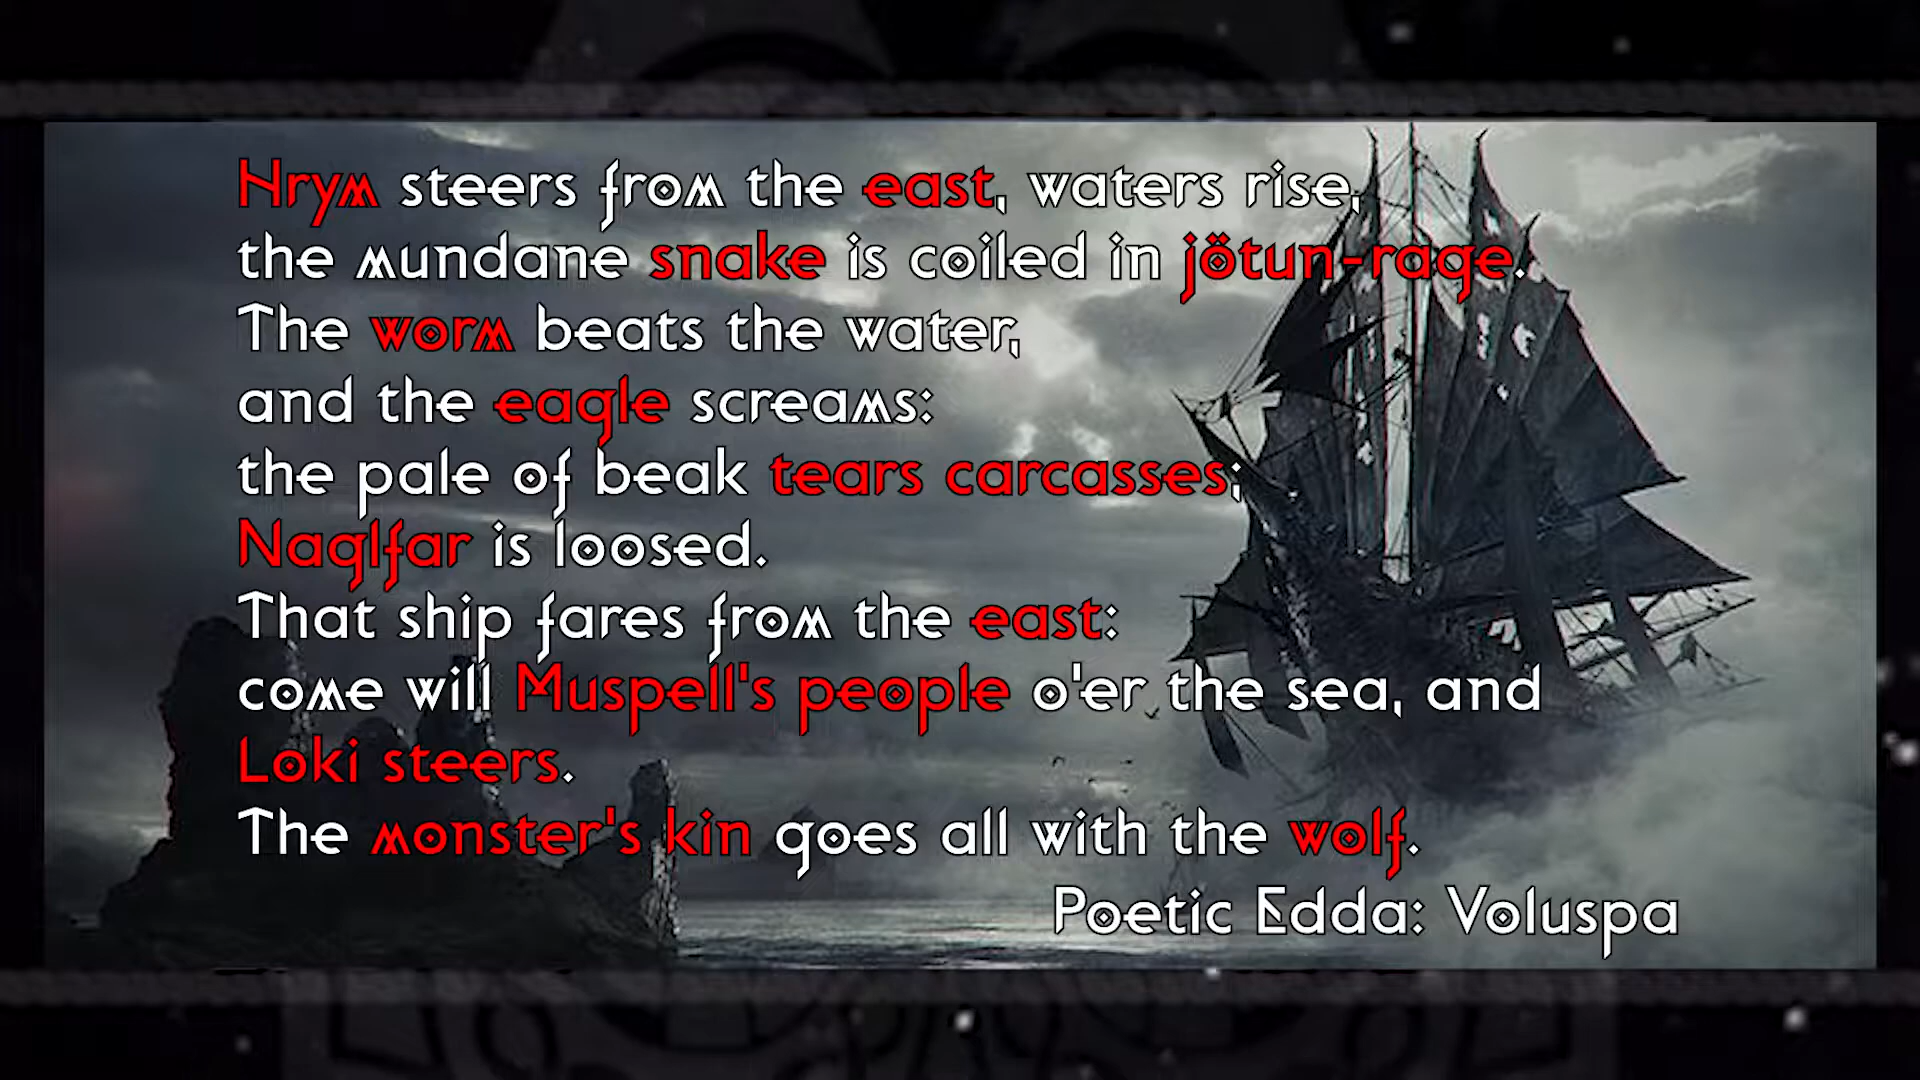 Hrym steers from the east, waters rise,
the mundane snake is coiled in jötun-rage.
The worm beats the water,
and the eagle screams:
the pale of beak tears carcasses;
Naglfar is loosed.
That ship fares from the east:
come will Muspell's people o'er the sea, and
Loki steers.
The monster's kin goes all with the wolf.
Poetic Edda: Voluspa